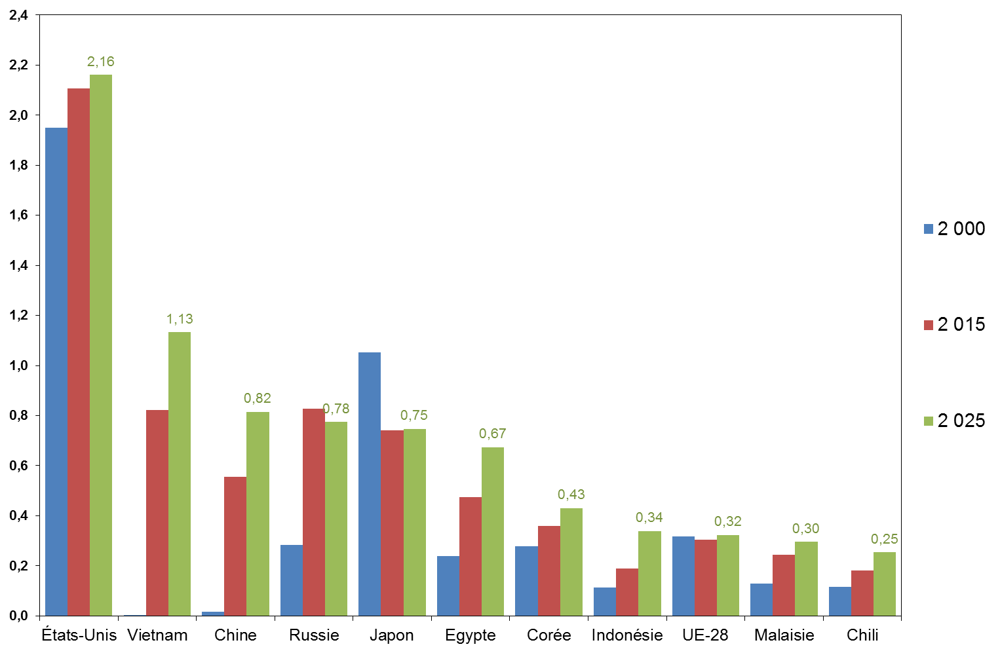 2,4
2,2
2,0
1,8
1,6
1,4
1,2
1,0
0,8
0,6
0,4
0,2
0,0
2,16
1,13
0,82
0,78
0,75
0,67
0,43
0,34
0,32
0,30
0,25
États-Unis
Vietnam
Chine
Russie
Japon
Egypte
Corée
Indonésie
UE-28
Malaisie
Chili
2 000
2 015
2 025